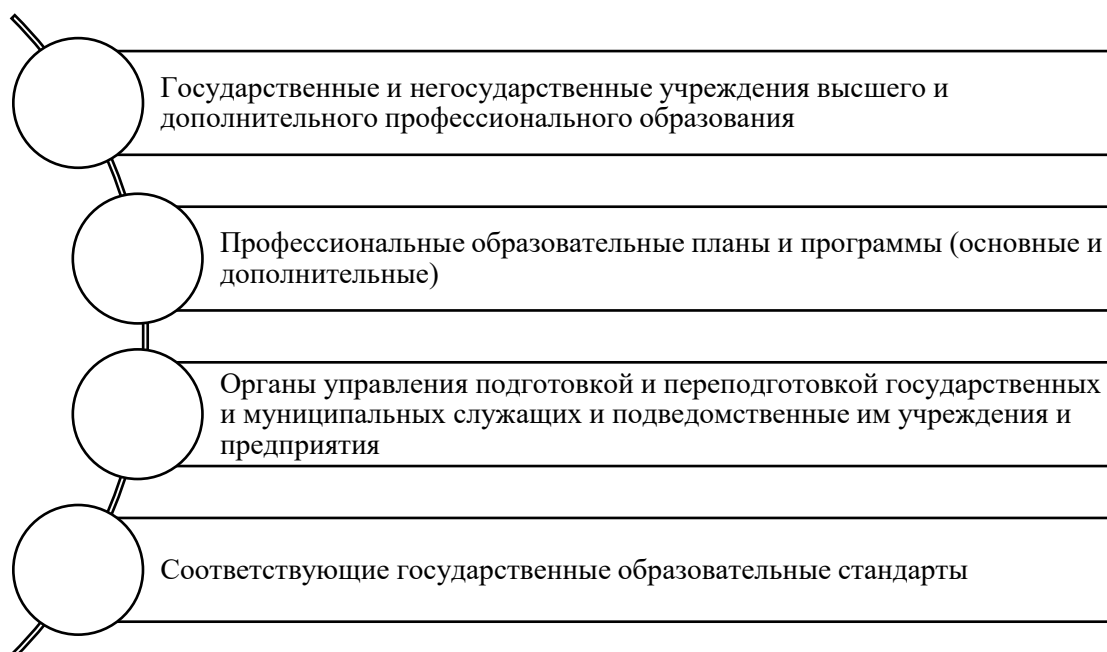 Государственные и негосударственные учреждения высшего и
дополнительного профессионального образования
Профессиональные образовательные планы и программы (основные и
дополнительные)
Органы управления подготовкой и переподготовкой государственных
и муниципальных служащих и подведомственные им учреждения и
предприятия
Соответствующие государственные образовательные стандарты